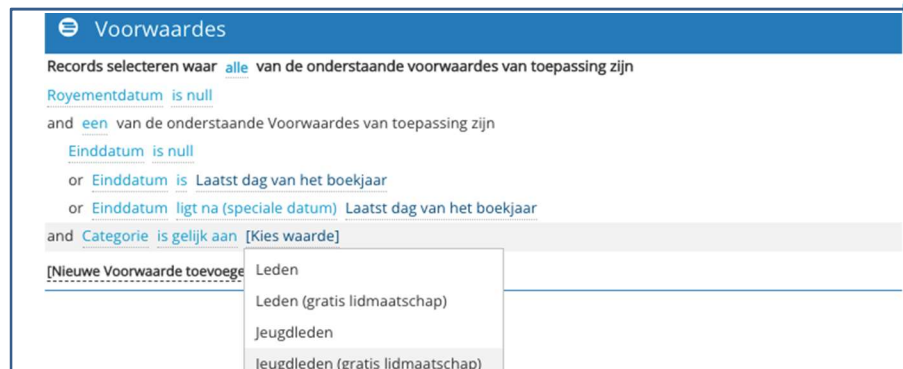 Voorwaardes
Records selecteren waar alle van de onderstaande voorwaardes van toepassing zijn
Royementdatum is null
and een van de onderstaande Voorwaardes van toepassing zijn
Einddatum is null
or Einddatum is Laatst dag van het boekjaar
or Einddatum ligt na (speciale datum) Laatst dag van het boekjaar
and Categorie is gelijk aan [Kies waarde]
[Nieuwe Voorwaarde toevoege
Leden
Leden (gratis lidmaatschap)
Jeugdleden
Jeugdleden (gratis lidmaatschap)